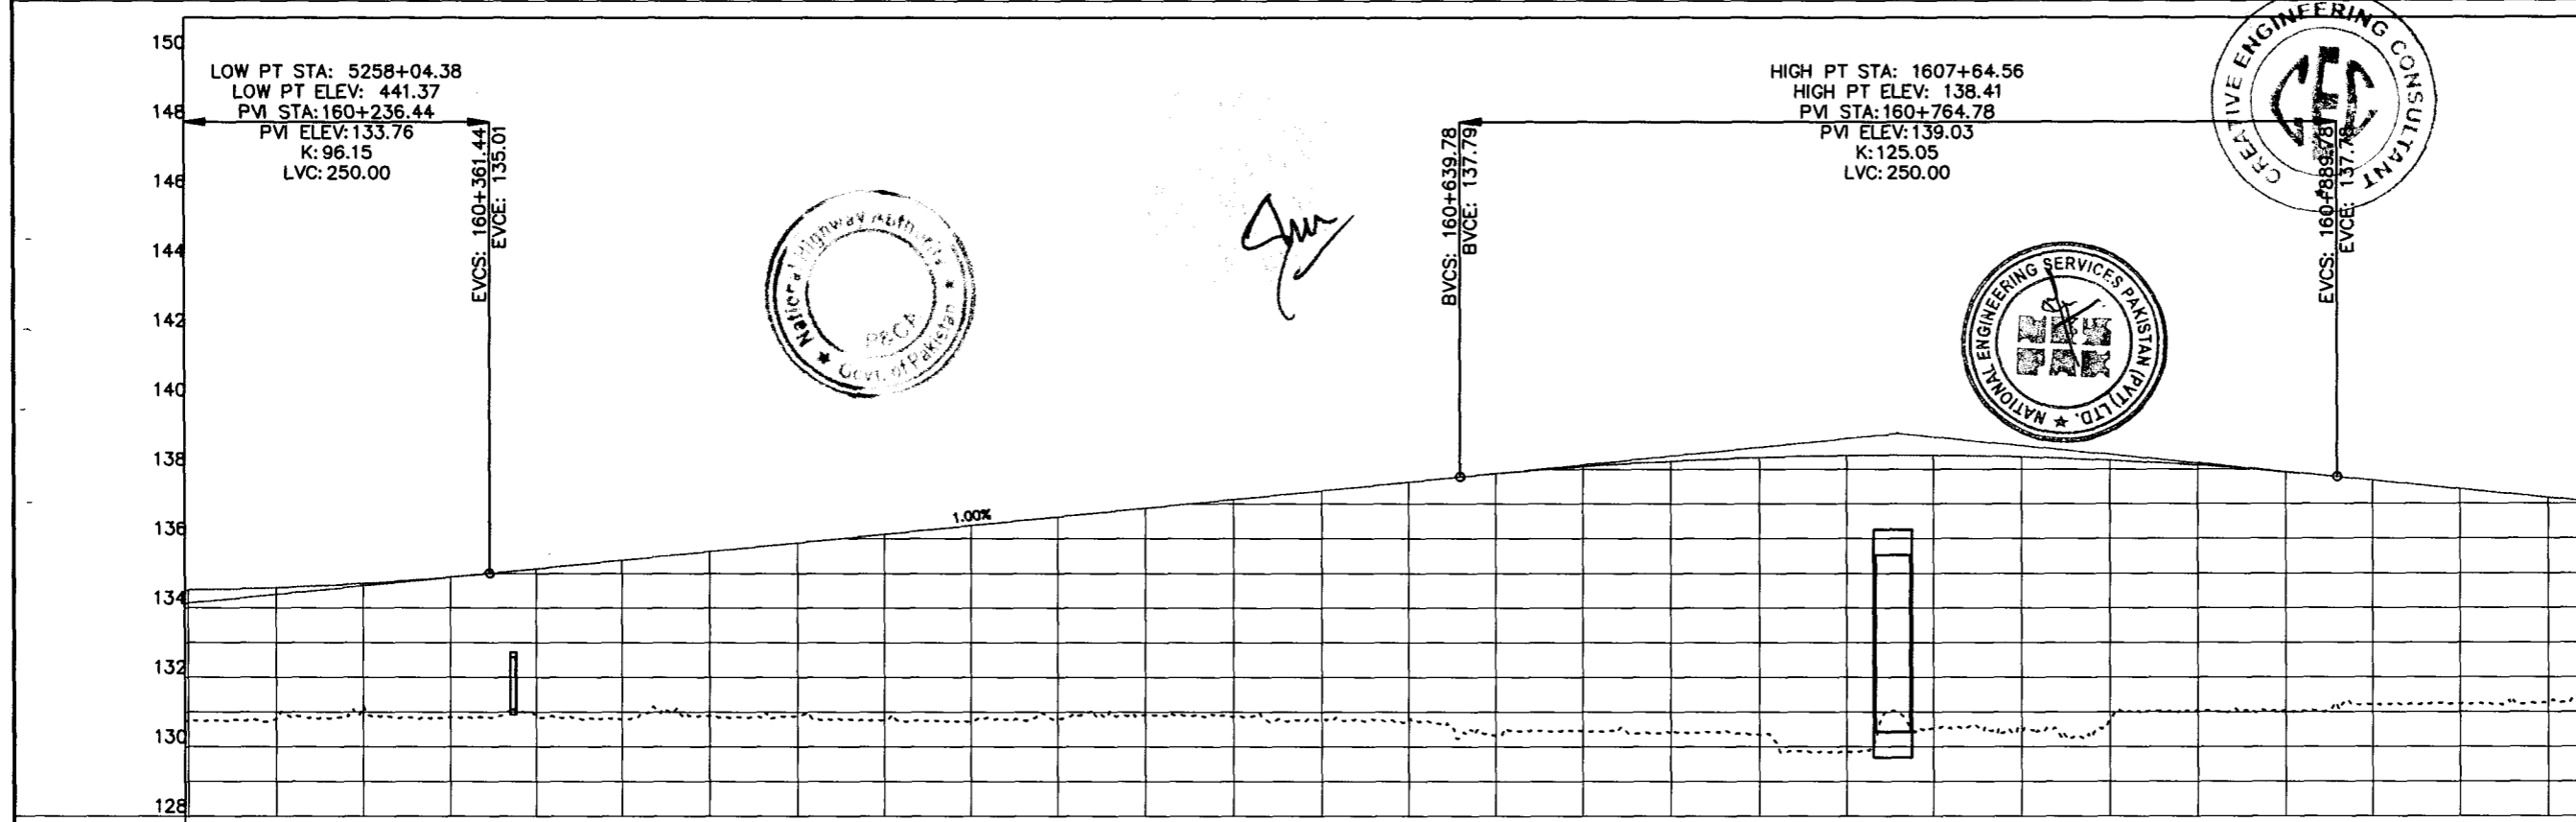 150
148
146
144
142
140
138
136
134
132
130
128
LOW PT STA: 5258+04.38
LOW PT ELEV: 441.37
PVI STA:160+236.44
PVI ELEV:133.76
K:96.15
LVC:250.00
EVCS: 160+361.44
EVCE: 135.01
National Highway Authority
P&CA
Govt. of Pakistan
1.00%
BVCS: 160+639.78
BVCE: 137.79
HIGH PT STA: 1607+64.56
HIGH PT ELEV: 138.41
PVI STA:160+764.78
PVI ELEV:139.03
K:125.05
LVC:250.00
EVCS: 160+889.78
EVCE: 137.78
CREATIVE ENGINEERING CONSULTANT
NATIONAL ENGINEERING SERVICES PAKISTAN (PVT) LTD.